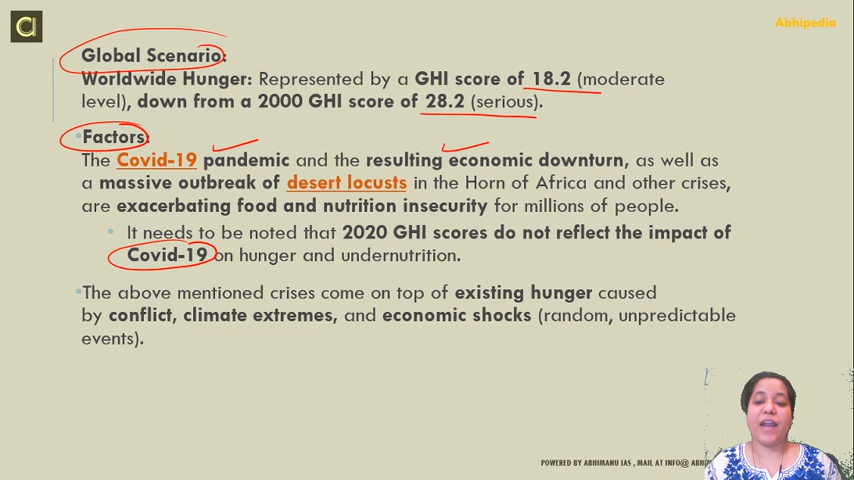 Abhipedia
Global Scenario:
Worldwide Hunger: Represented by a GHI score of 18.2 (moderate
level), down from a 2000 GHI score of 28.2 (serious).
•Factors:
The Covid-19 pandemic and the resulting economic downturn, as well as
a massive outbreak of desert locusts in the Horn of Africa and other crises,
are exacerbating food and nutrition insecurity for millions of people.
• It needs to be noted that 2020 GHI scores do not reflect the impact of
Covid-19 on hunger and undernutrition.
•The above mentioned crises come on top of existing hunger caused
by conflict, climate extremes, and economic shocks (random, unpredictable
events).
POWERED BY ABHIMANU IAS , MAIL AT INFO@